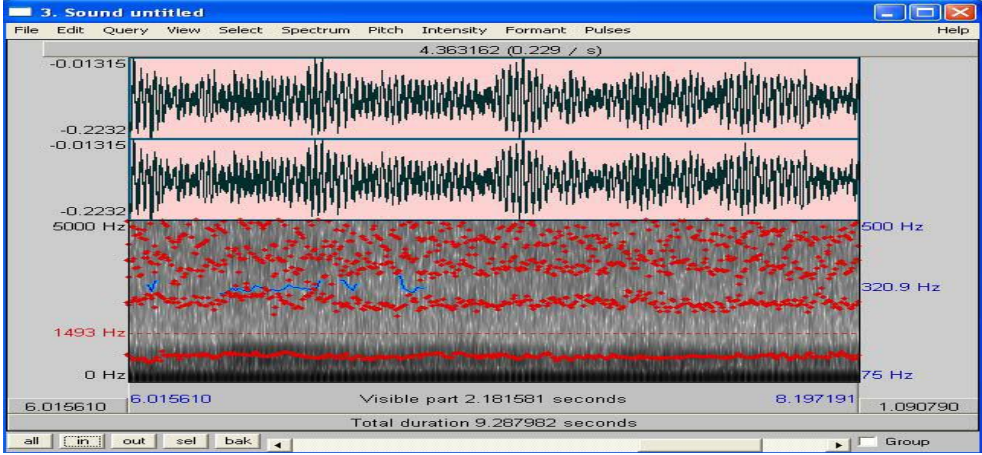 3. Sound untitled
File Edit Query View Select Spectrum Pitch Intensity Formant Pulses Help
4.363162 (0.229 / s)
-0.01315
-0.2232
-0.01315
-0.2232
5000 Hz 500 Hz
320.9 Hz
1493 Hz
0 Hz 75 Hz
6.015610 6.015610 Visible part 2.181581 seconds 8.197191 1.090790
Total duration 9.287982 seconds
all in out sel bak Group